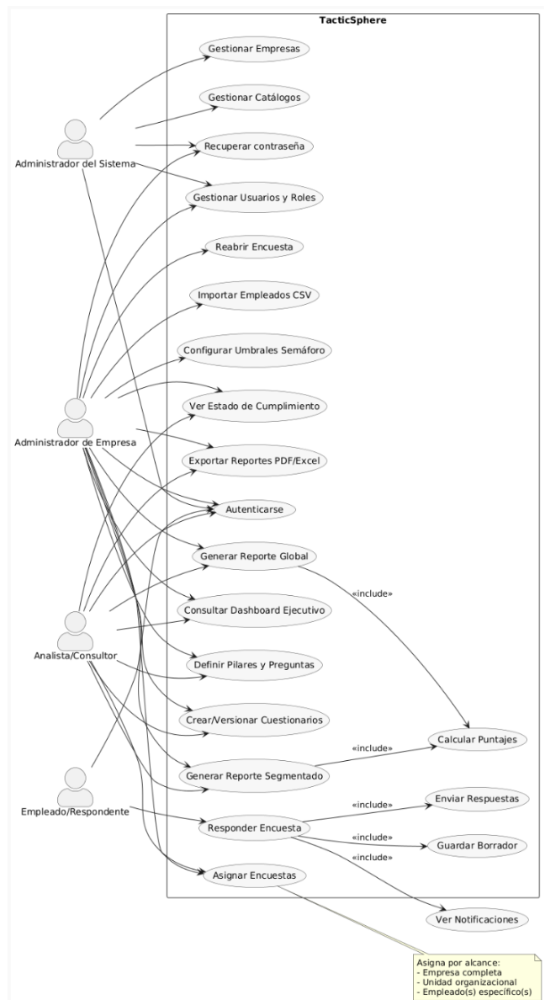 TacticSphere
Gestionar Empresas
Gestionar Catálogos
Recuperar contraseña
Administrador del Sistema
Gestionar Usuarios y Roles
Reabrir Encuesta
Importar Empleados CSV
Configurar Umbrales Semáforo
Ver Estado de Cumplimiento
Administrador de Empresa
Exportar Reportes PDF/Excel
Autenticarse
Generar Reporte Global
«include»
Consultar Dashboard Ejecutivo
Analista/Consultor
Definir Pilares y Preguntas
Crear/Versionar Cuestionarios
Calcular Puntajes
«include»
Generar Reporte Segmentado
Enviar Respuestas
Empleado/Respondente
«include»
Responder Encuesta
«include»
Guardar Borrador
«include»
Asignar Encuestas
Ver Notificaciones
Asigna por alcance:
- Empresa completa
- Unidad organizacional
- Empleado(s) específico(s)